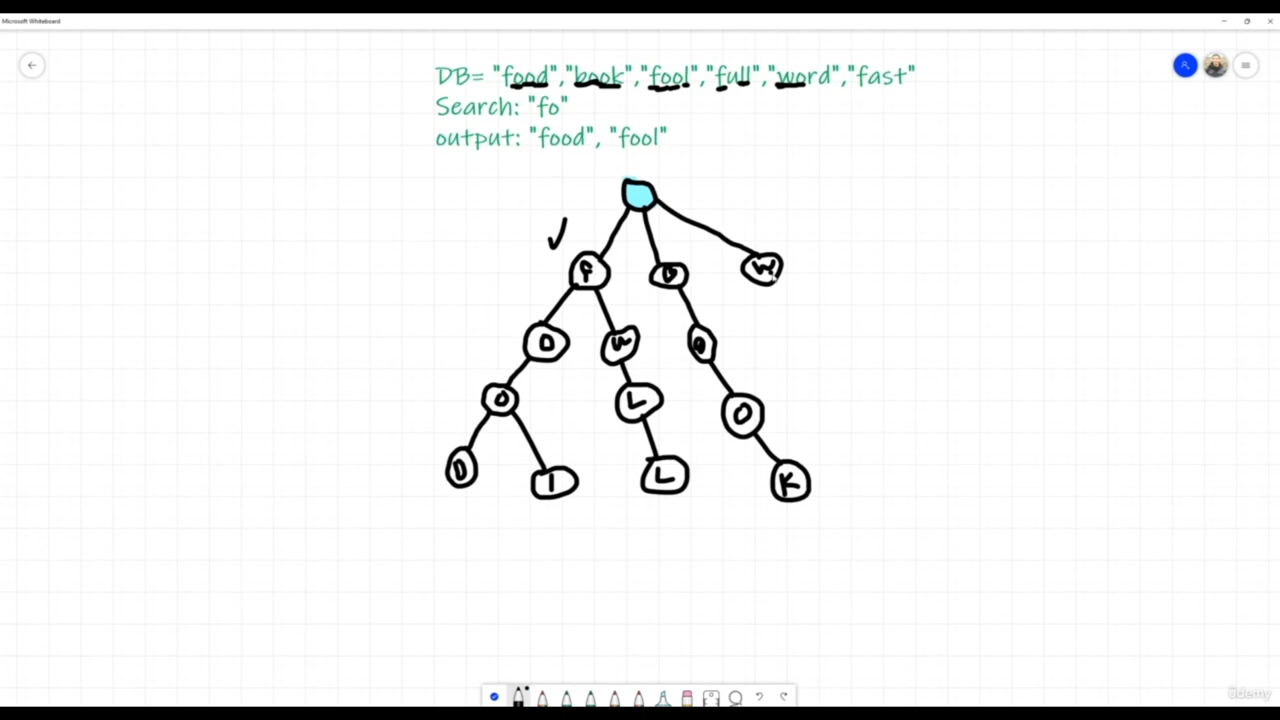 Microsoft Whiteboard
DB= "food","book","fool","full","word","fast"
Search: "fo"
output: "food", "fool"
F
W
O
U
O
O
L
O
D
l
L
K
udemy